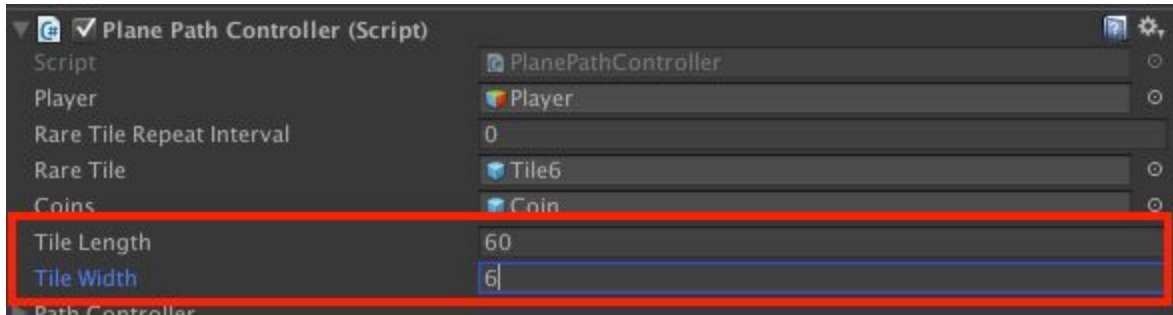 Plane Path Controller (Script)
Script PlanePathController
Player Player
Rare Tile Repeat Interval 0
Rare Tile Tile6
Coins Coin
Tile Length 60
Tile Width 6
Path Controller